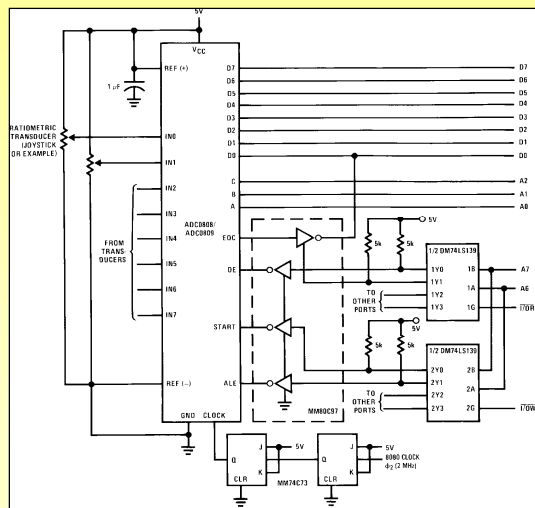 5V
VCC
REF (+)
1 µF
D7
D6
D5
D4
D3
D2
D1
D0
D7
D6
D5
D4
D3
D2
D1
D0
RATIOMETRIC
TRANSDUCER
(JOYSTICK
OR EXAMPLE)
IN0
IN1
C
B
A
A2
A1
A0
IN2
IN3
IN4
IN5
IN6
IN7
FROM
TRANS-
DUCERS
ADC0808/
ADC0809
EOC
OE
START
ALE
5V
5k
5k
1/2 DM74LS139
1Y0
1Y1
1Y2
1Y3
1B
1A
1G
A7
A6
I/OR
TO
OTHER
PORTS
5V
5k
5k
1/2 DM74LS139
2Y0
2Y1
2Y2
2Y3
2B
2A
2G
I/OW
TO
OTHER
PORTS
REF (−)
GND
CLOCK
MM80C97
Q
J
K
CLR
5V
MM74C73
Q
J
K
CLR
5V
8080 CLOCK
ϕ2 (2 MHz)